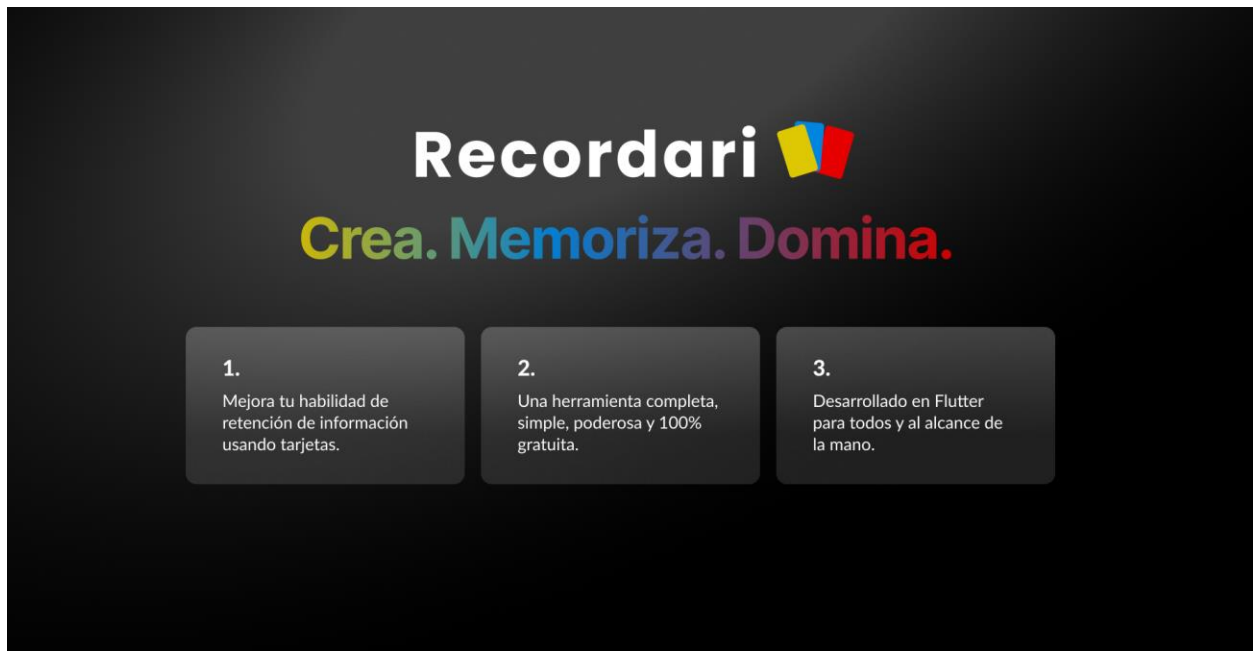 Recordari
Crea. Memoriza. Domina.
1.
Mejora tu habilidad de
retención de información
usando tarjetas.
2.
Una herramienta completa,
simple, poderosa y 100%
gratuita.
3.
Desarrollado en Flutter
para todos y al alcance de
la mano.